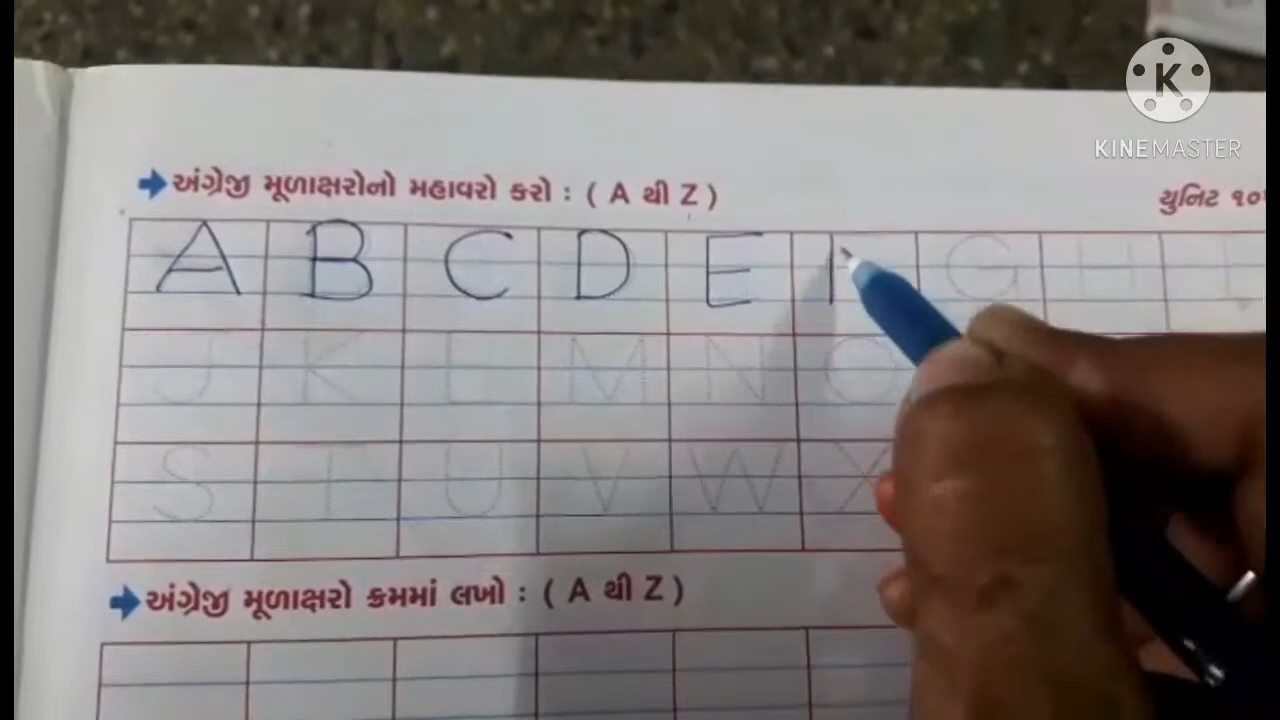 KINEMASTER
અંગ્રેજી મૂળાક્ષરોનો મહાવરો કરો : ( A થી Z )
યુનિટ ૧૦
A B C D E F G H I
J K L M N O
S T U V W X
અંગ્રેજી મૂળાક્ષરો ક્રમમાં લખો : ( A થી Z )